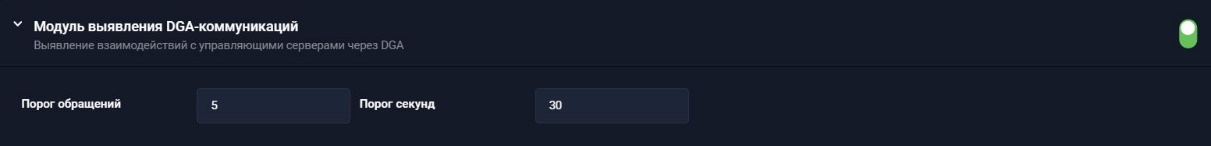 Модуль выявления DGA-коммуникаций
Выявление взаимодействий с управляющими серверами через DGA
Порог обращений 5 Порог секунд 30